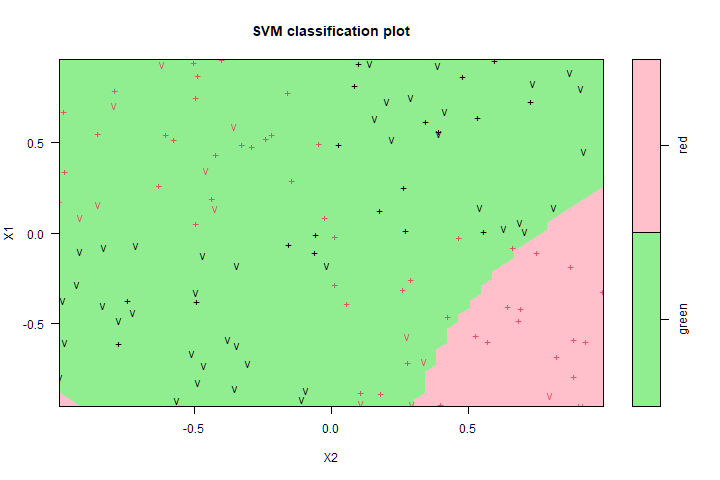 SVM classification plot
X1
0.5
0.0
-0.5
-0.5
0.0
0.5
X2
red
green